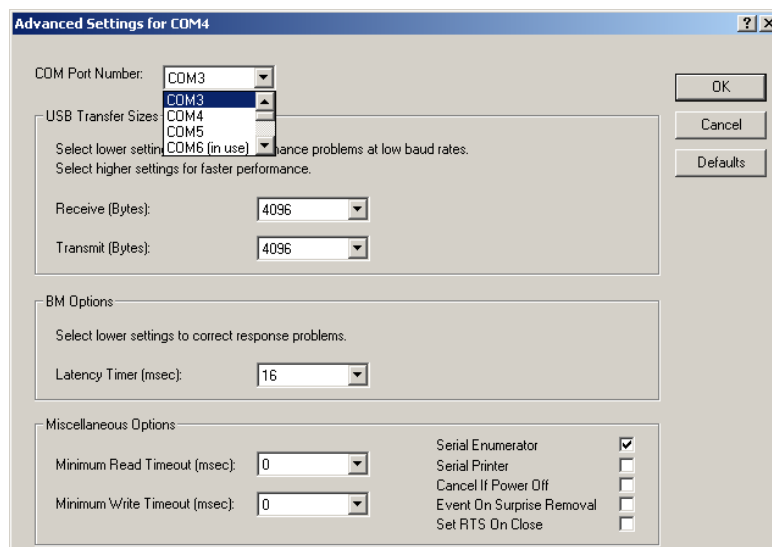 Advanced Settings for COM4
COM Port Number: COM3
COM3
COM4
COM5
COM6 (in use)
OK
Cancel
Defaults
USB Transfer Sizes
Select lower settin mance problems at low baud rates.
Select higher settings for faster performance.
Receive (Bytes): 4096
Transmit (Bytes): 4096
BM Options
Select lower settings to correct response problems.
Latency Timer (msec): 16
Miscellaneous Options
Minimum Read Timeout (msec): 0
Minimum Write Timeout (msec): 0
Serial Enumerator
Serial Printer
Cancel If Power Off
Event On Surprise Removal
Set RTS On Close